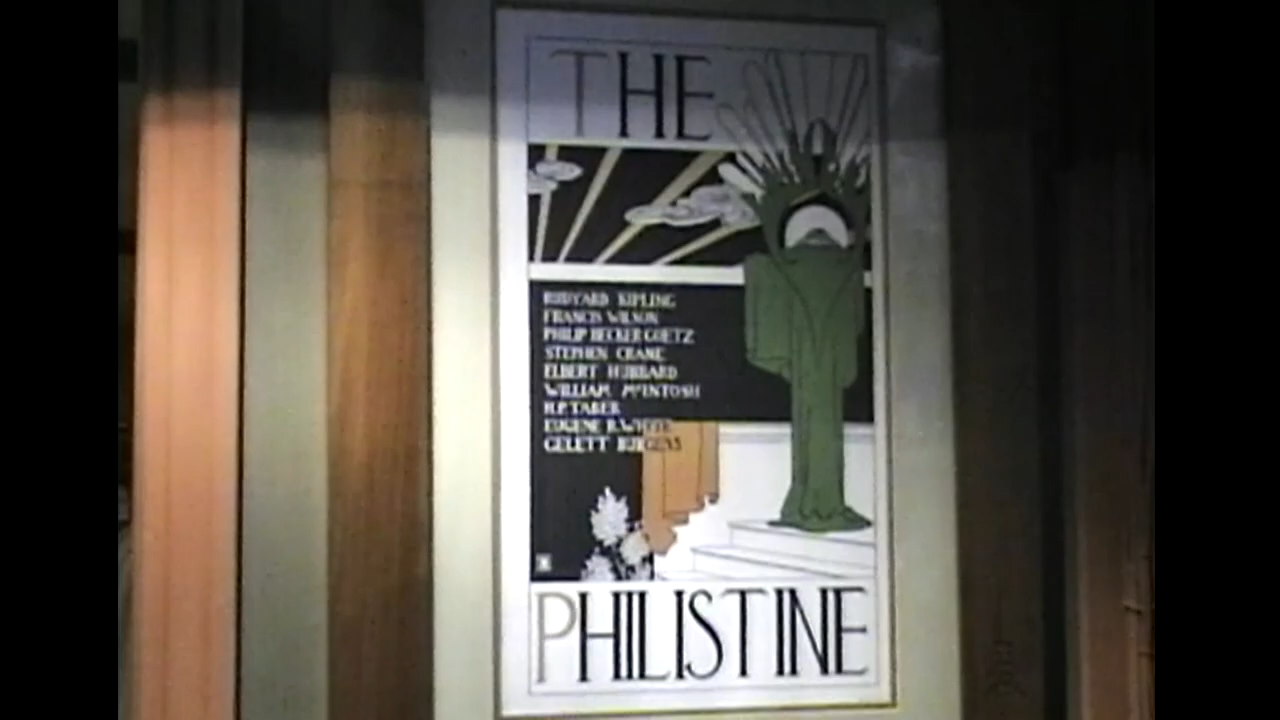 THE
RUDYARD KIPLING
FRANCIS WILSON
PHILIP BECKER GOETZ
STEPHEN CRANE
ELBERT HUBBARD
WILLIAM McINTOSH
H.P. TABER
EUGENE R. WHITE
GELETT BURGESS
PHILISTINE